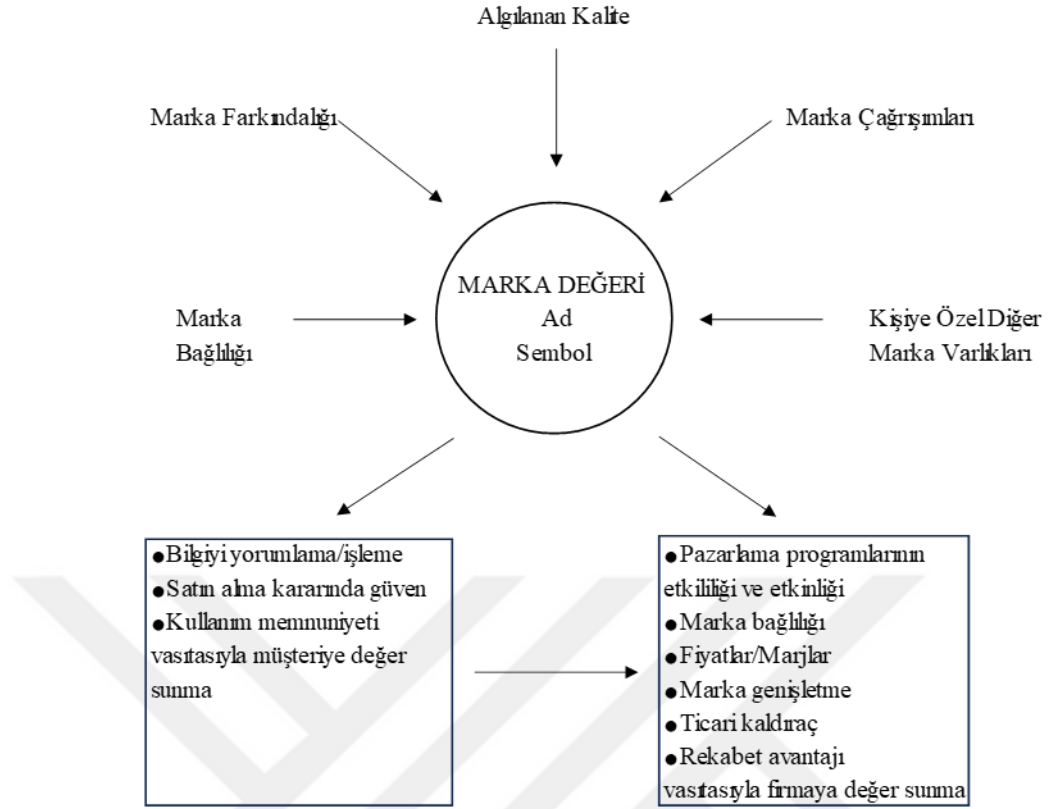 Algılanan Kalite
Marka Farkındalığı
Marka Çağrışımları
MARKA DEĞERİ
Ad
Sembol
Marka
Bağlılığı
Kişiye Özel Diğer
Marka Varlıkları
●Bilgiyi yorumlama/işleme
●Satın alma kararında güven
●Kullanım memnuniyeti
vasıtasıyla müşteriye değer
sunma
●Pazarlama programlarının
etkililiği ve etkinliği
●Marka bağlılığı
●Fiyatlar/Marjlar
●Marka genişletme
●Ticari kaldıraç
●Rekabet avantajı
vasıtasıyla firmaya değer sunma